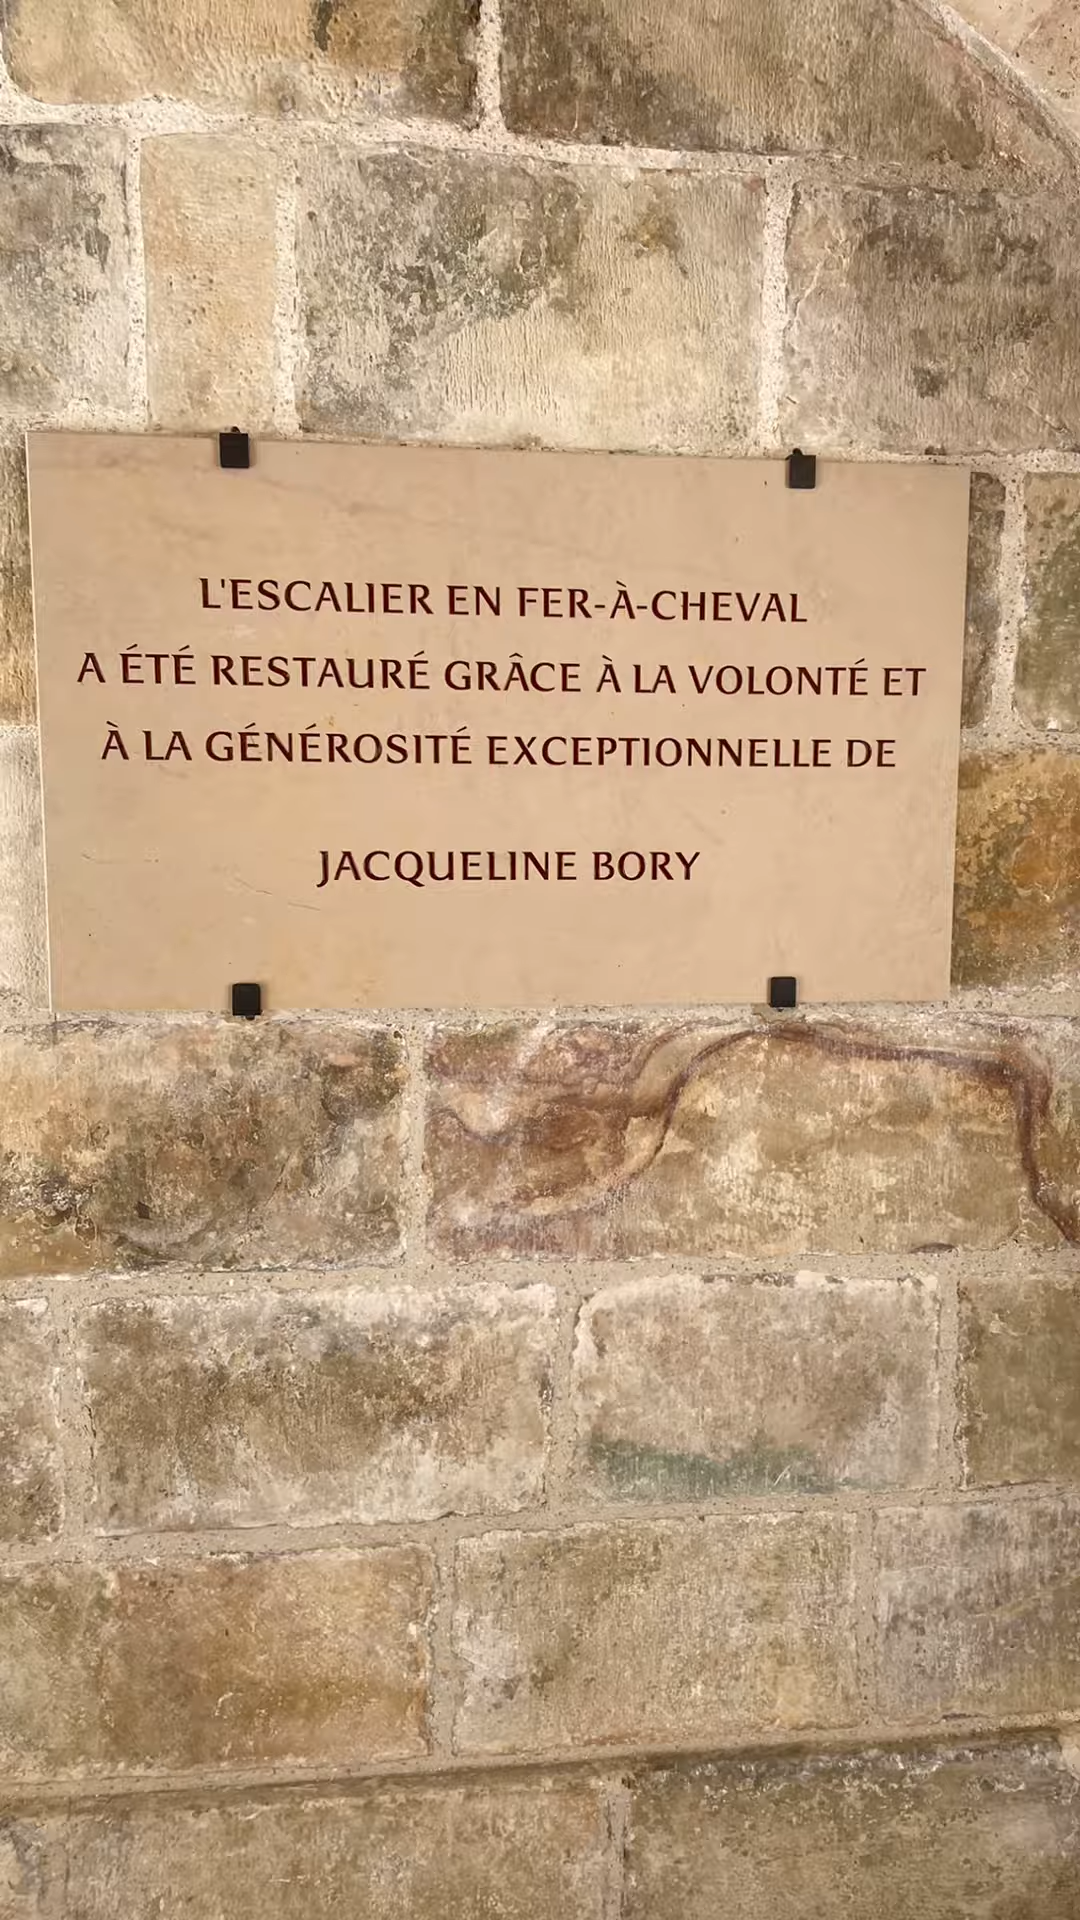 L'ESCALIER EN FER-À-CHEVAL
A ÉTÉ RESTAURÉ GRÂCE À LA VOLONTÉ ET
À LA GÉNÉROSITÉ EXCEPTIONNELLE DE
JACQUELINE BORY